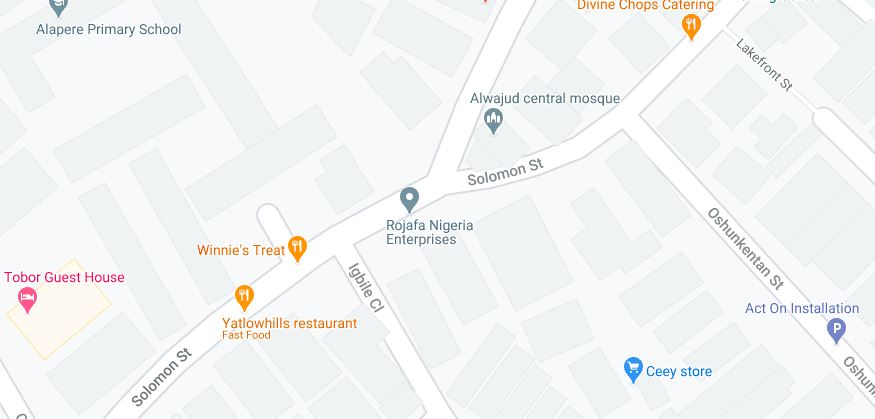 Divine Chops Catering
Alapere Primary School
Lakefront St
Alwajud central mosque
Solomon St
Rojafa Nigeria
Enterprises
Oshunkentan St
Winnie's Treat
Igbile Cl
Tobor Guest House
Act On Installation
P
Yatlowhills restaurant
Fast Food
Solomon St
Ceey store